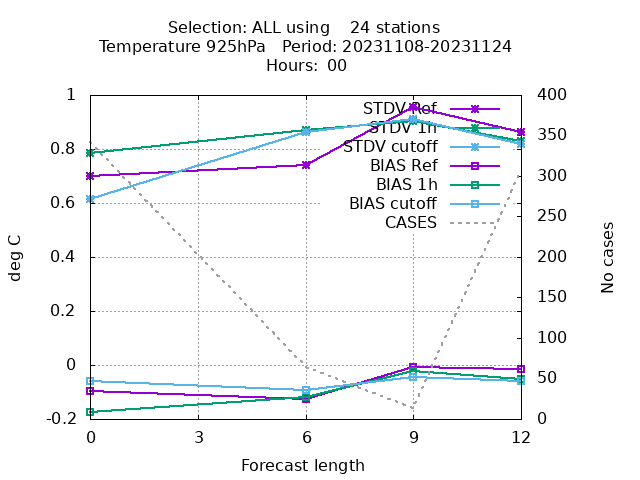 Selection: ALL using    24 stations
Temperature 925hPa   Period: 20231108-20231124
Hours:  00
1
0.8
0.6
0.4
0.2
0
-0.2
deg C
400
350
300
250
200
150
100
50
0
No cases
STDV Ref
STDV 1h
STDV cutoff
BIAS Ref
BIAS 1h
BIAS cutoff
CASES
0 3 6 9 12
Forecast length